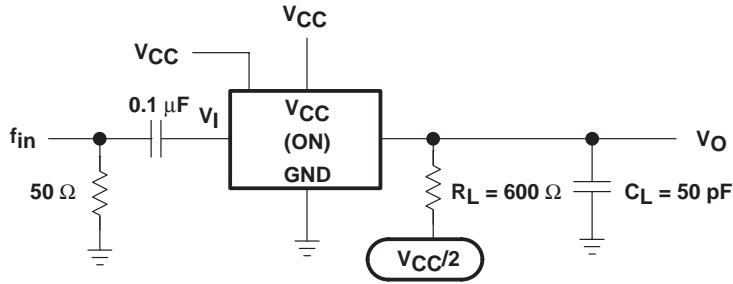 VCC
VCC
0.1 μF
VI
VCC
(ON)
GND
fin
VO
50 Ω
RL = 600 Ω
CL = 50 pF
VCC/2